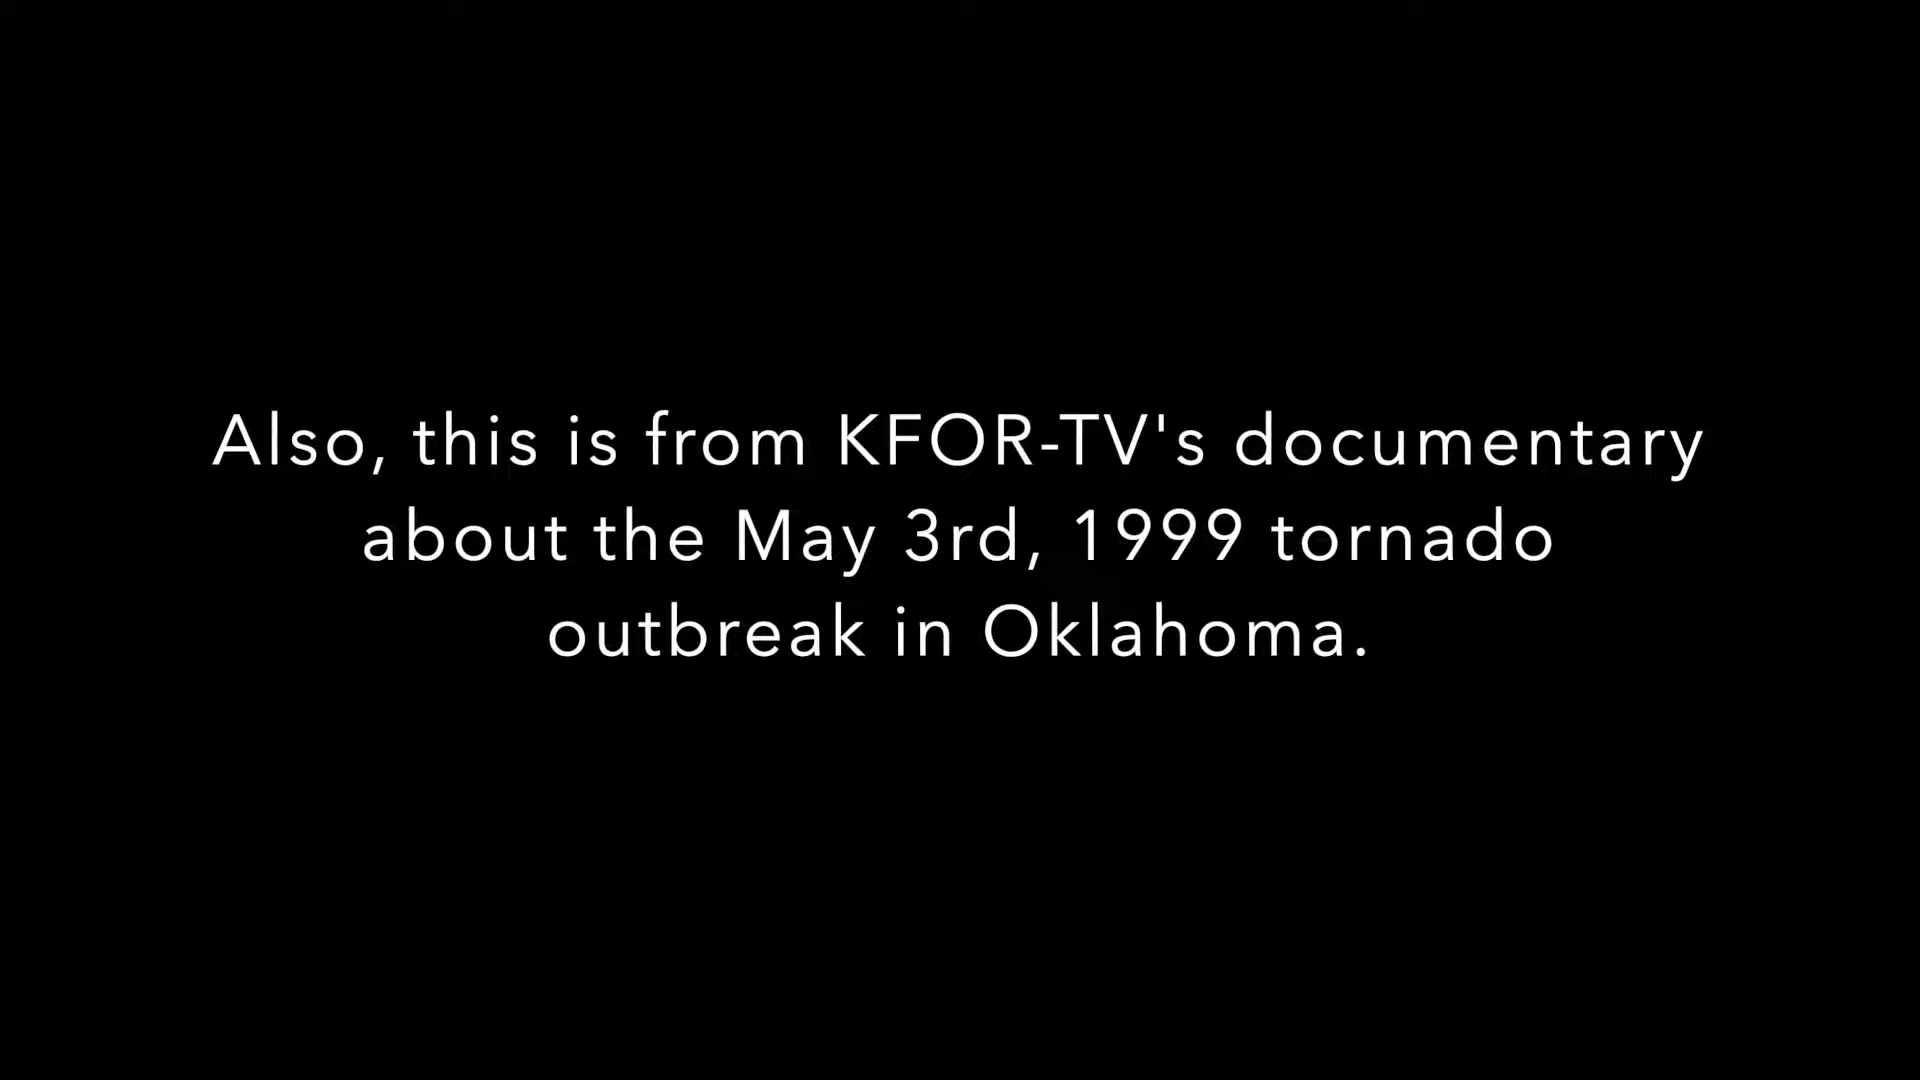 Also, this is from KFOR-TV's documentary
about the May 3rd, 1999 tornado
outbreak in Oklahoma.